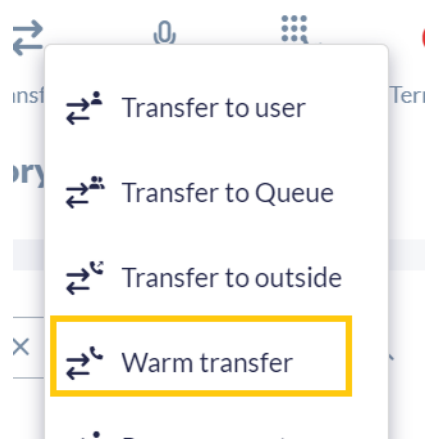 Transfer to user
Transfer to Queue
Transfer to outside
Warm transfer